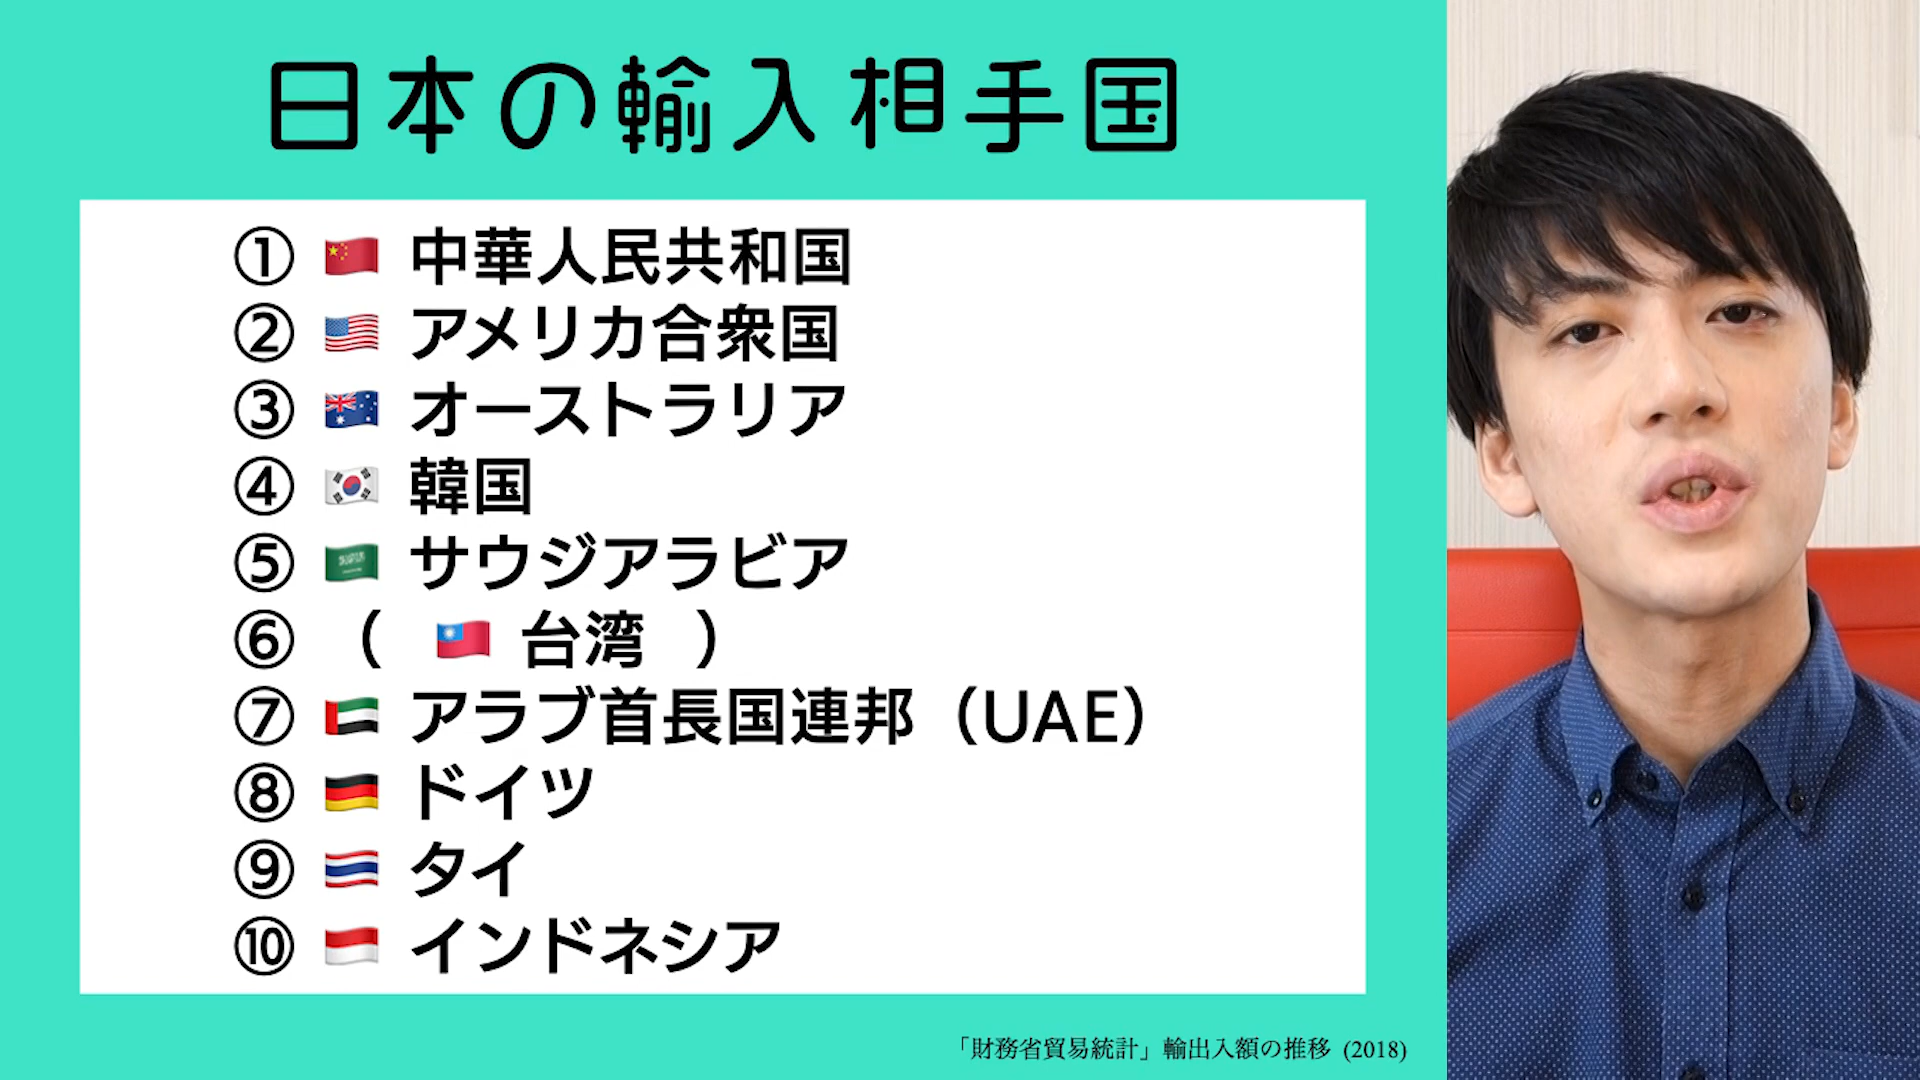 日本の輸入相手国
① 🇨🇳 中華人民共和国
② 🇺🇸 アメリカ合衆国
③ 🇦🇺 オーストラリア
④ 🇰🇷 韓国
⑤ 🇸🇦 サウジアラビア
⑥ （ 🇹🇼 台湾 ）
⑦ 🇦🇪 アラブ首長国連邦（UAE）
⑧ 🇩🇪 ドイツ
⑨ 🇹🇭 タイ
⑩ 🇮🇩 インドネシア
「財務省貿易統計」輸出入額の推移 (2018)